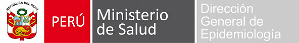 PERÚ
Ministerio
de Salud
Dirección
General de
Epidemiología